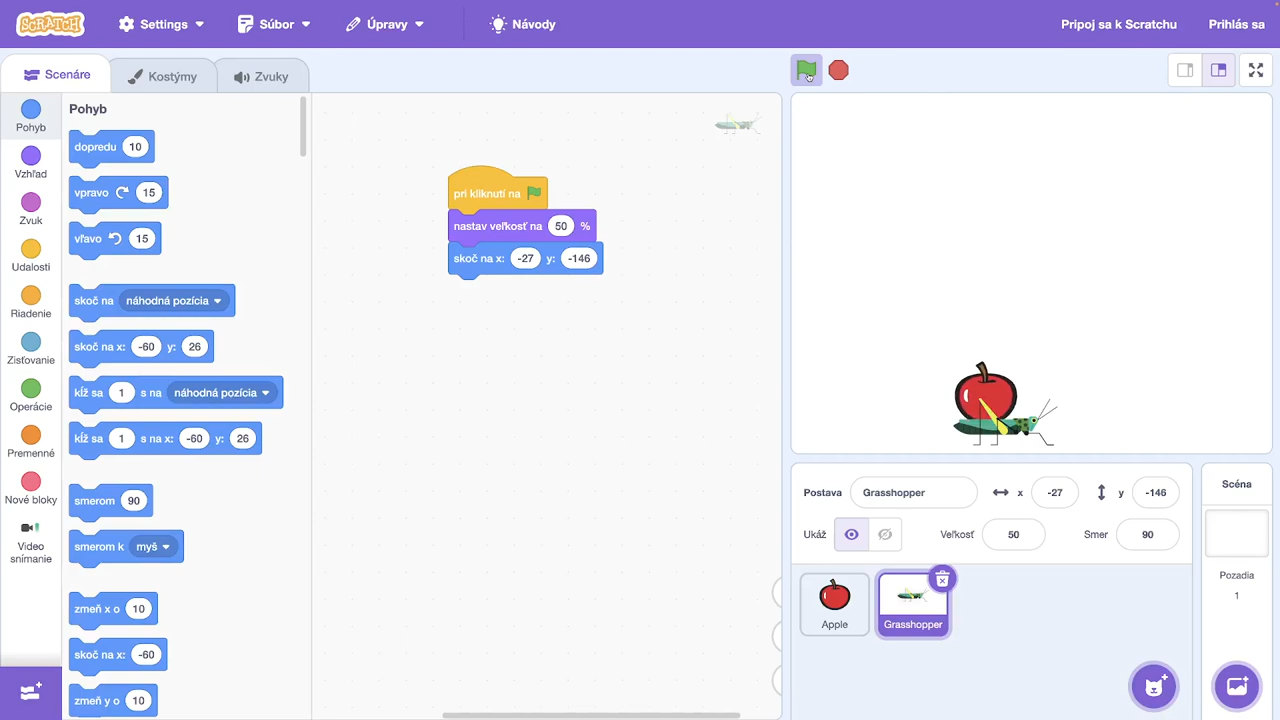 SCRATCH Settings Súbor Úpravy Návody Pripoj sa k Scratchu Prihlás sa
Scenáre Kostýmy Zvuky
Pohyb
Vzhľad
Zvuk
Udalosti
Riadenie
Zisťovanie
Operácie
Premenné
Nové bloky
Video
snímanie
Pohyb
dopredu 10
vpravo 15
vľavo 15
skoč na náhodná pozícia
skoč na x: -60 y: 26
kĺž sa 1 s na náhodná pozícia
kĺž sa 1 s na x: -60 y: 26
smerom 90
smerom k myš
zmeň x o 10
skoč na x: -60
zmeň y o 10
pri kliknutí na
nastav veľkosť na 50 %
skoč na x: -27 y: -146
Postava Grasshopper x -27 y -146
Ukáž Veľkosť 50 Smer 90
Apple
Grasshopper
Scéna
Pozadia
1